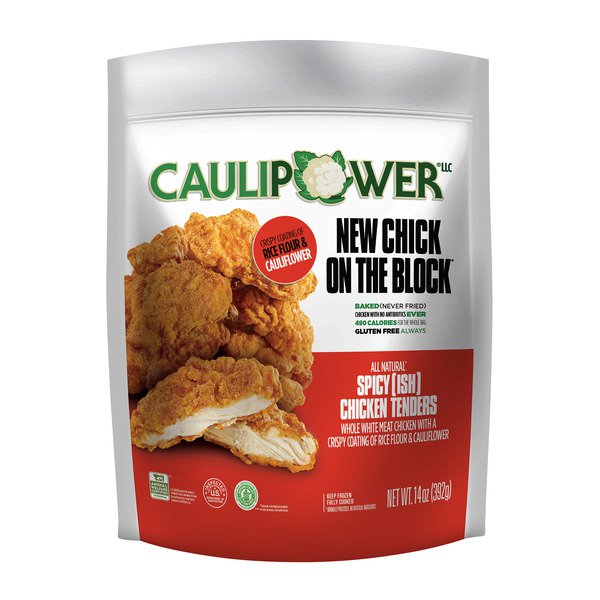 CAULIPOWER®LLC
CRISPY COATING OF
RICE FLOUR &
CAULIFLOWER
NEW CHICK
ON THE BLOCK
BAKED (NEVER FRIED)
CHICKEN WITH NO ANTIBIOTICS EVER
490 CALORIES FOR THE WHOLE BAG
GLUTEN FREE ALWAYS
ALL NATURAL*
SPICY(ISH)
CHICKEN TENDERS
WHOLE WHITE MEAT CHICKEN WITH A
CRISPY COATING OF RICE FLOUR & CAULIFLOWER
INSPECTED
U.S.
KEEP FROZEN
FULLY COOKED
NET WT. 14 oz (392g)